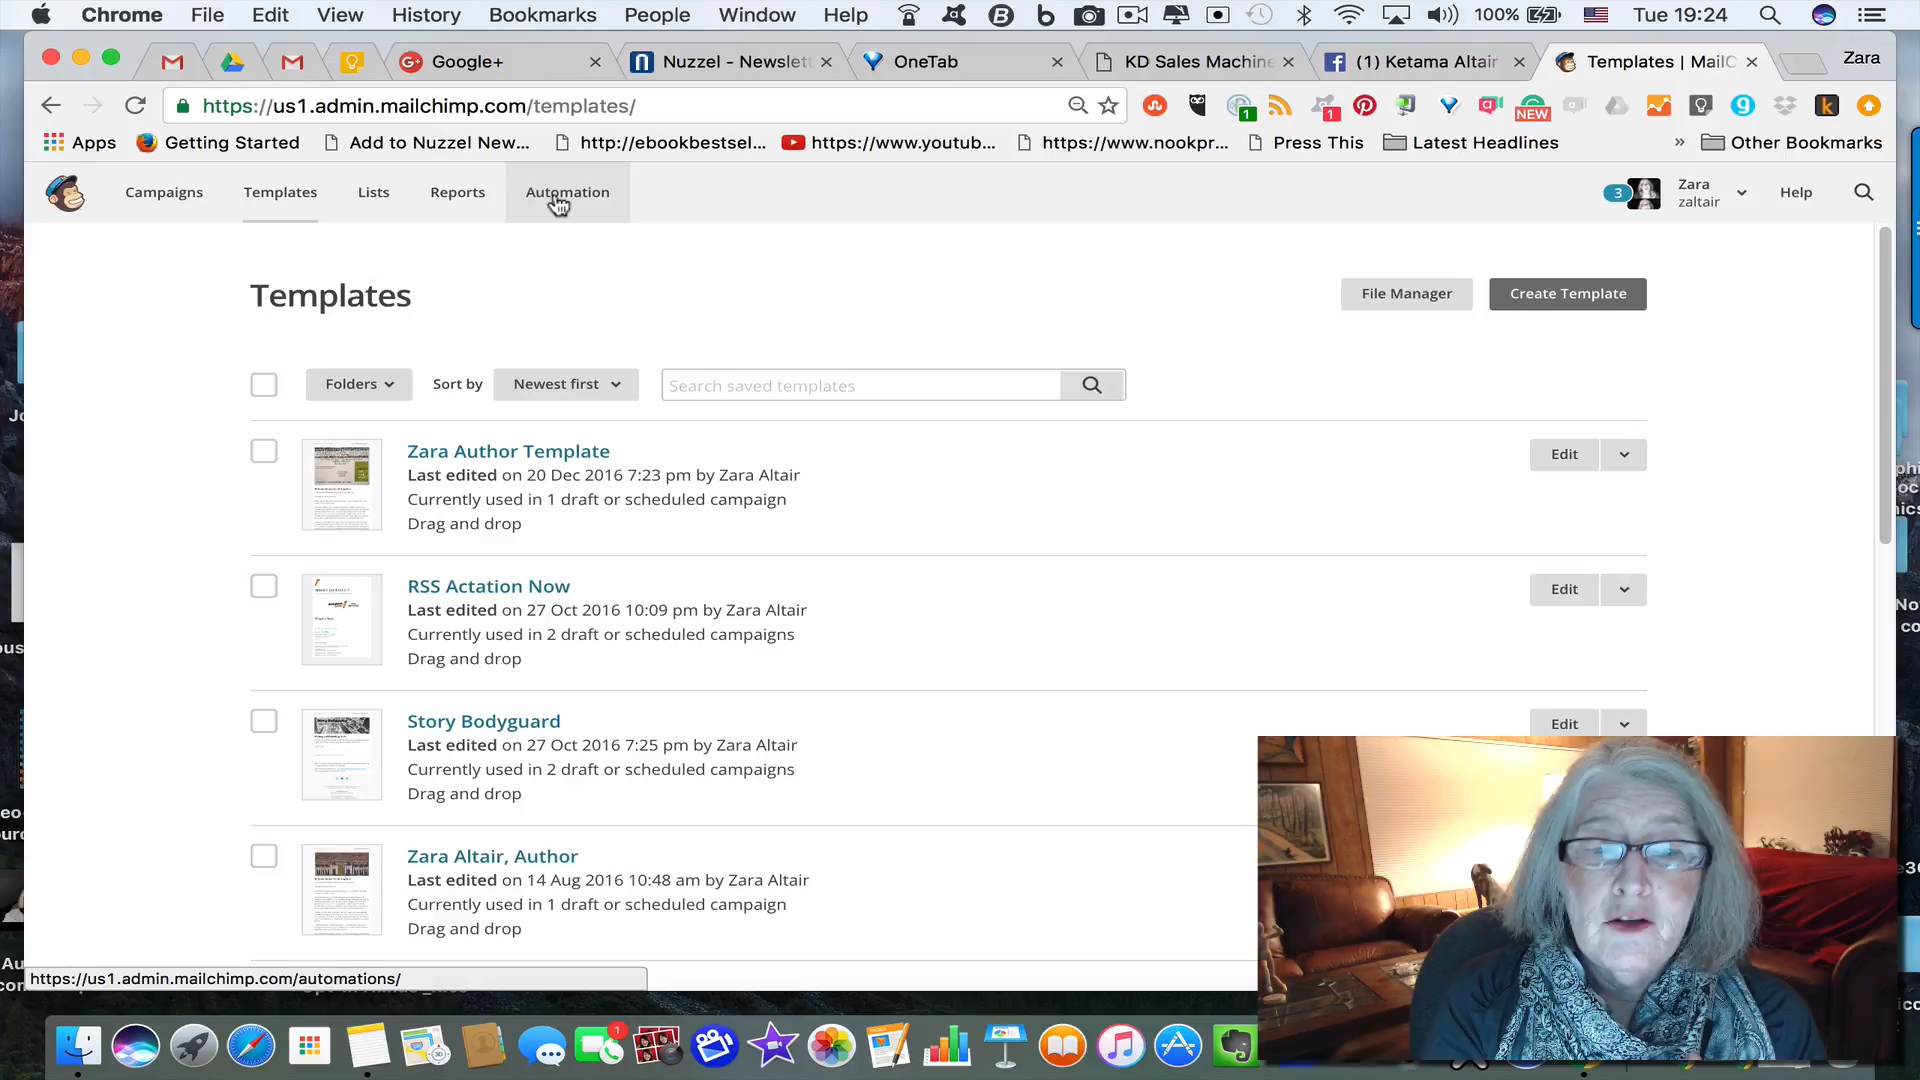 Chrome File Edit View History Bookmarks People Window Help 100% Tue 19:24
Google+ Nuzzel - Newslett OneTab KD Sales Machine (1) Ketama Altair Templates | MailC Zara
https://us1.admin.mailchimp.com/templates/
1 1 NEW
Apps Getting Started Add to Nuzzel New... http://ebookbestsel... https://www.youtub... https://www.nookpr... Press This Latest Headlines » Other Bookmarks
Campaigns Templates Lists Reports Automation 3 Zara Help
zaltair
Templates File Manager Create Template
Folders Sort by Newest first Search saved templates
Zara Author Template Edit
Last edited on 20 Dec 2016 7:23 pm by Zara Altair
Currently used in 1 draft or scheduled campaign
Drag and drop
RSS Actation Now Edit
Last edited on 27 Oct 2016 10:09 pm by Zara Altair
Currently used in 2 draft or scheduled campaigns
Drag and drop
Story Bodyguard Edit
Last edited on 27 Oct 2016 7:25 pm by Zara Altair
Currently used in 2 draft or scheduled campaigns
Drag and drop
Zara Altair, Author
Last edited on 14 Aug 2016 10:48 am by Zara Altair
Currently used in 1 draft or scheduled campaign
Drag and drop
https://us1.admin.mailchimp.com/automations/
1